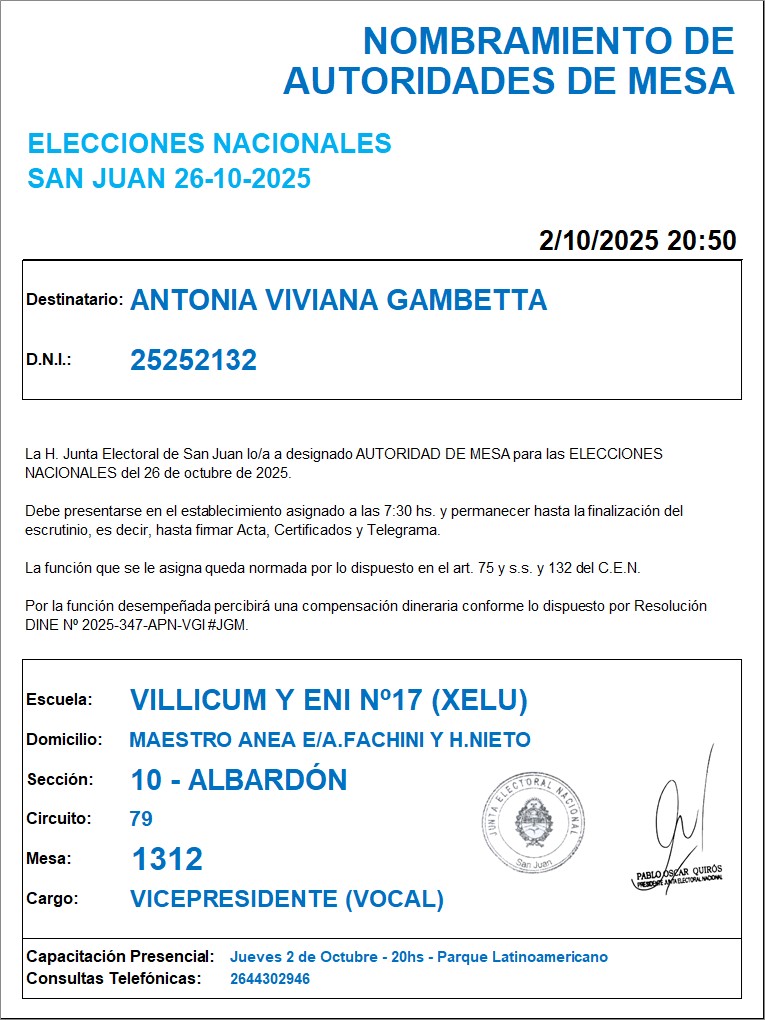 NOMBRAMIENTO DE
AUTORIDADES DE MESA
ELECCIONES NACIONALES
SAN JUAN 26-10-2025
2/10/2025 20:50
Destinatario: ANTONIA VIVIANA GAMBETTA
D.N.I.: 25252132
La H. Junta Electoral de San Juan lo/a a designado AUTORIDAD DE MESA para las ELECCIONES
NACIONALES del 26 de octubre de 2025.
Debe presentarse en el establecimiento asignado a las 7:30 hs. y permanecer hasta la finalización del
escrutinio, es decir, hasta firmar Acta, Certificados y Telegrama.
La función que se le asigna queda normada por lo dispuesto en el art. 75 y s.s. y 132 del C.E.N.
Por la función desempeñada percibirá una compensación dineraria conforme lo dispuesto por Resolución
DINE Nº 2025-347-APN-VGI#JGM.
Escuela: VILLICUM Y ENI Nº17 (XELU)
Domicilio: MAESTRO ANEA E/A.FACHINI Y H.NIETO
Sección: 10 - ALBARDÓN
Circuito: 79
Mesa: 1312
Cargo: VICEPRESIDENTE (VOCAL)
JUNTA ELECTORAL NACIONAL
San Juan
PABLO OSCAR QUIRÓS
PRESIDENTE JUNTA ELECTORAL NACIONAL
Capacitación Presencial: Jueves 2 de Octubre - 20hs - Parque Latinoamericano
Consultas Telefónicas: 2644302946